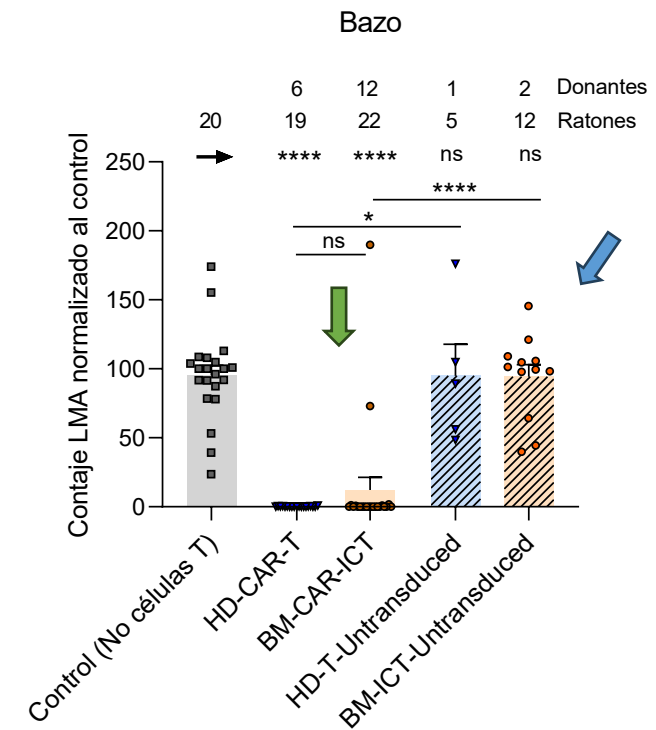 Bazo
6 12 1 2 Donantes
20 19 22 5 12 Ratones
**** **** ns ns
****
*
ns
Contaje LMA normalizado al control
250
200
150
100
50
0
Control (No células T)
HD-CAR-T
BM-CAR-ICT
HD-T-Untransduced
BM-ICT-Untransduced